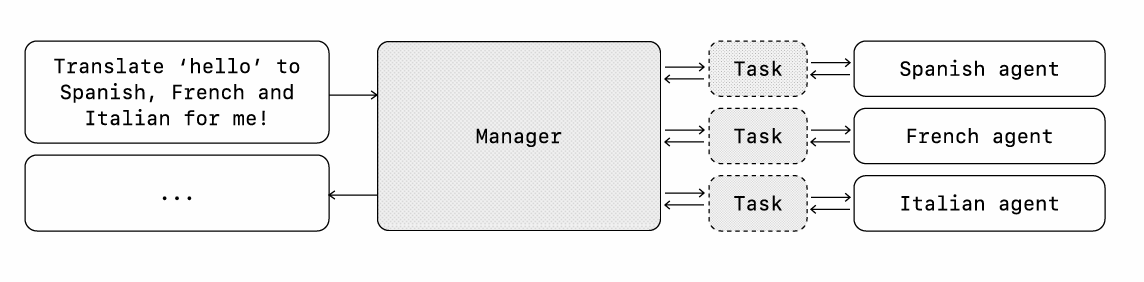 Translate ‘hello’ to
Spanish, French and
Italian for me!
...
Manager
Task
Spanish agent
Task
French agent
Task
Italian agent